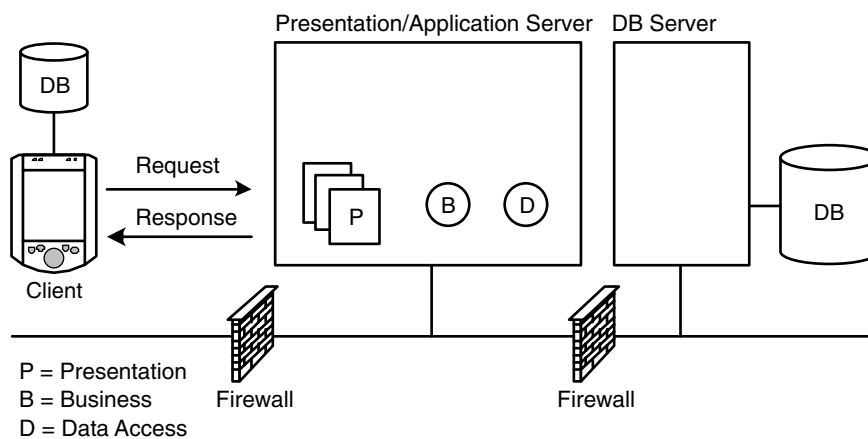 Presentation/Application Server
DB Server
DB
Request
Response
P
B
D
DB
Client
Firewall
Firewall
P = Presentation
B = Business
D = Data Access